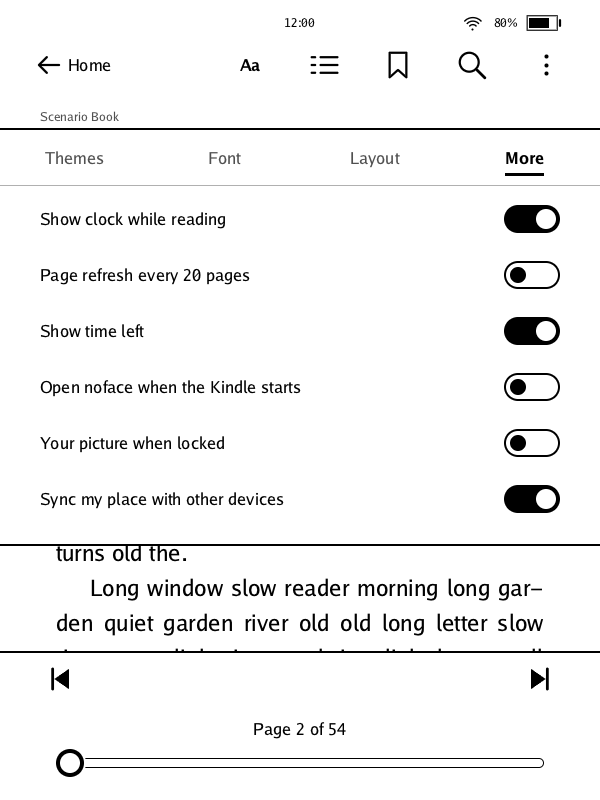 12:00
80%
Home
Aa
Scenario Book
Themes Font Layout More
Show clock while reading
Page refresh every 20 pages
Show time left
Open noface when the Kindle starts
Your picture when locked
Sync my place with other devices
turns old the.
Long window slow reader morning long gar-
den quiet garden river old old long letter slow
Page 2 of 54